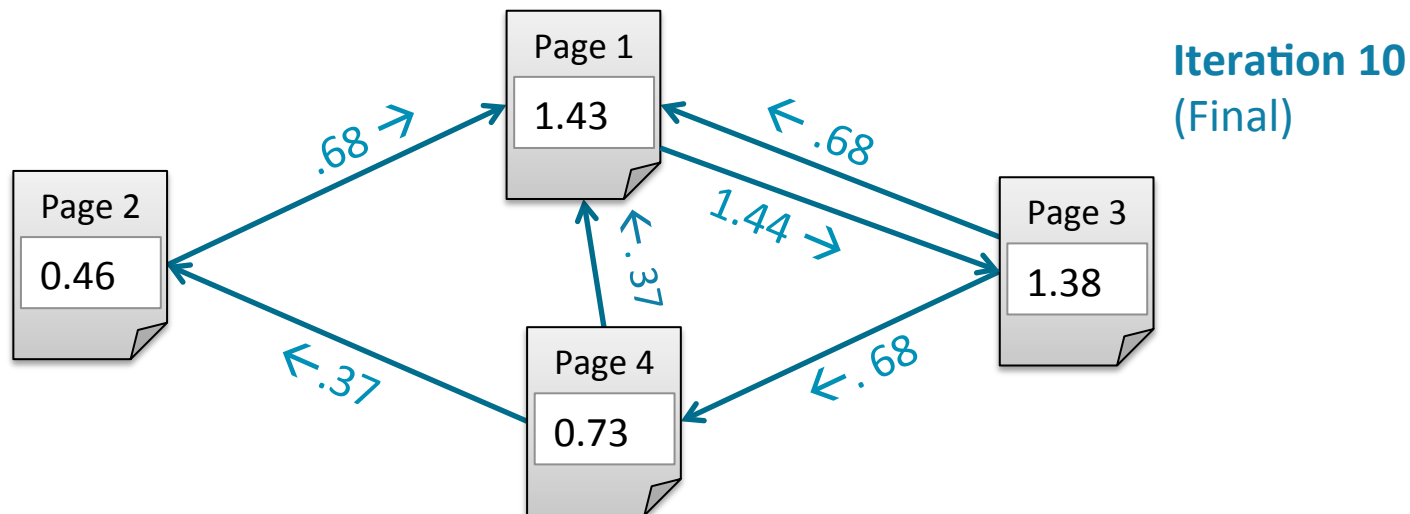 Iteration 10
(Final)
Page 1
1.43
.68 →
← .68
Page 2
0.46
1.44 →
Page 3
1.38
←.37
Page 4
0.73
←.37
←. 68